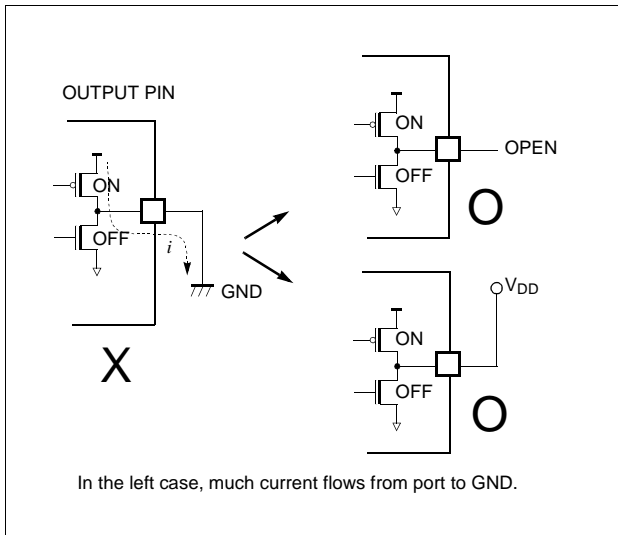 OUTPUT PIN
ON
OFF
i
GND
X
ON
OFF
OPEN
O
ON
OFF
VDD
O
In the left case, much current flows from port to GND.